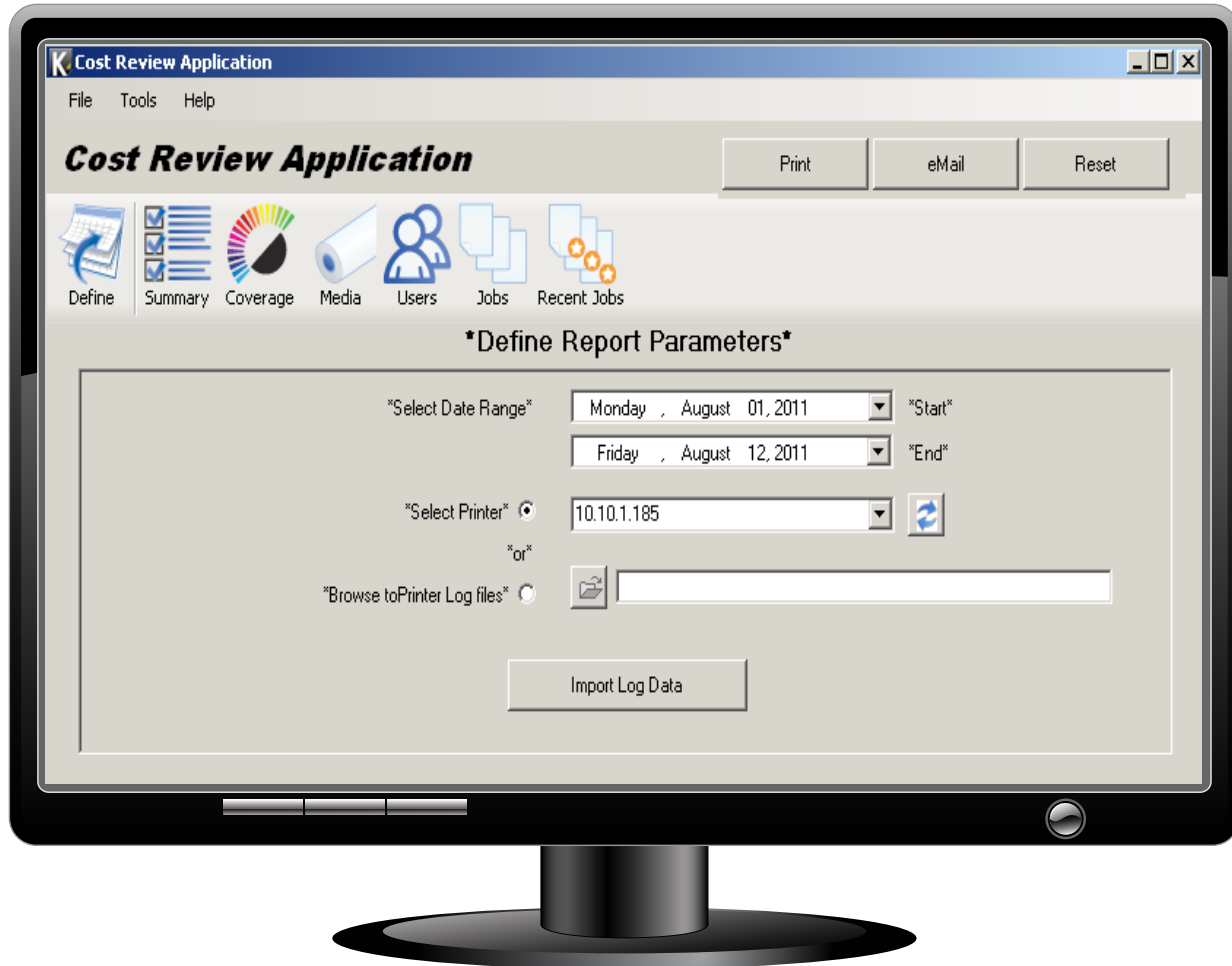 K Cost Review Application
File Tools Help
Cost Review Application
Print eMail Reset
Define Summary Coverage Media Users Jobs Recent Jobs
*Define Report Parameters*
*Select Date Range* Monday , August 01, 2011 *Start*
Friday , August 12, 2011 *End*
*Select Printer* 10.10.1.185
*or*
*Browse toPrinter Log files*
Import Log Data